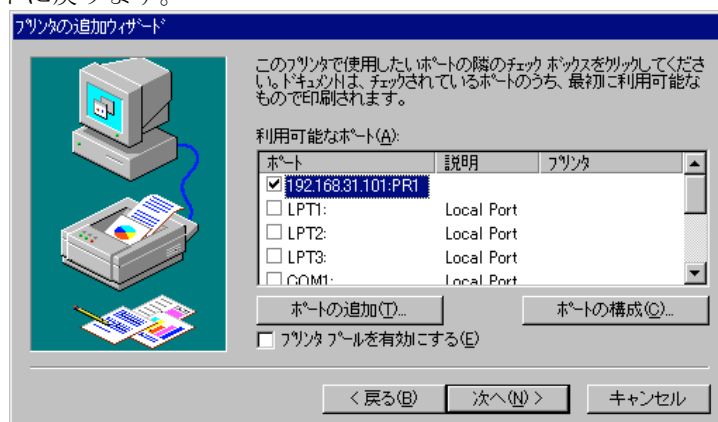 トに戻ります。
プリンタの追加ウィザード
このプリンタで使用したいポートの隣のチェック ボックスをクリックしてくださ
い。ドキュメントは、チェックされているポートのうち、最初に利用可能な
もので印刷されます。
利用可能なポート(A):
ポート 説明 プリンタ
192.168.31.101:PR1
LPT1: Local Port
LPT2: Local Port
LPT3: Local Port
COM1: Local Port
ポートの追加(T)... ポートの構成(C)...
プリンタ プールを有効にする(E)
< 戻る(B) 次へ(N) > キャンセル